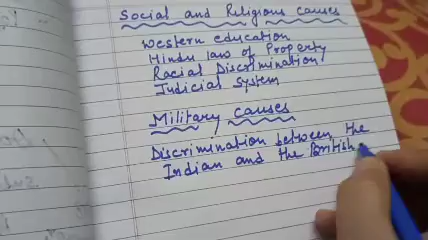 Social and Religious causes
Western education
Hindu law of Property
Racial Discrimination
Judicial System
Military causes
Discrimination between the
Indian and the British